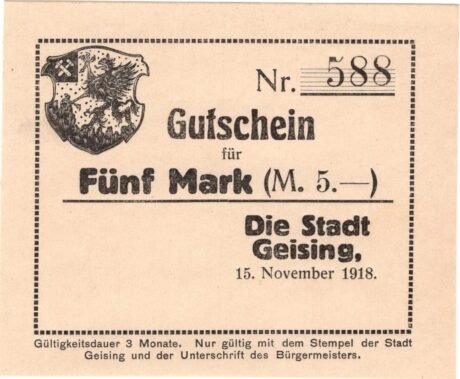 Nr. 588
Gutschein
für
Fünf Mark (M. 5.—)
Die Stadt
Geising,
15. November 1918.
Gültigkeitsdauer 3 Monate. Nur gültig mit dem Stempel der Stadt
Geising und der Unterschrift des Bürgermeisters.